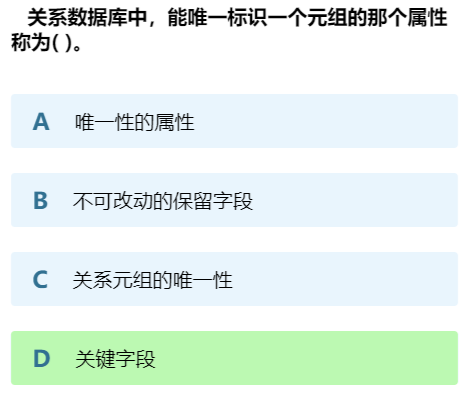 关系数据库中，能唯一标识一个元组的那个属性
称为( )。
A 唯一性的属性
B 不可改动的保留字段
C 关系元组的唯一性
D 关键字段